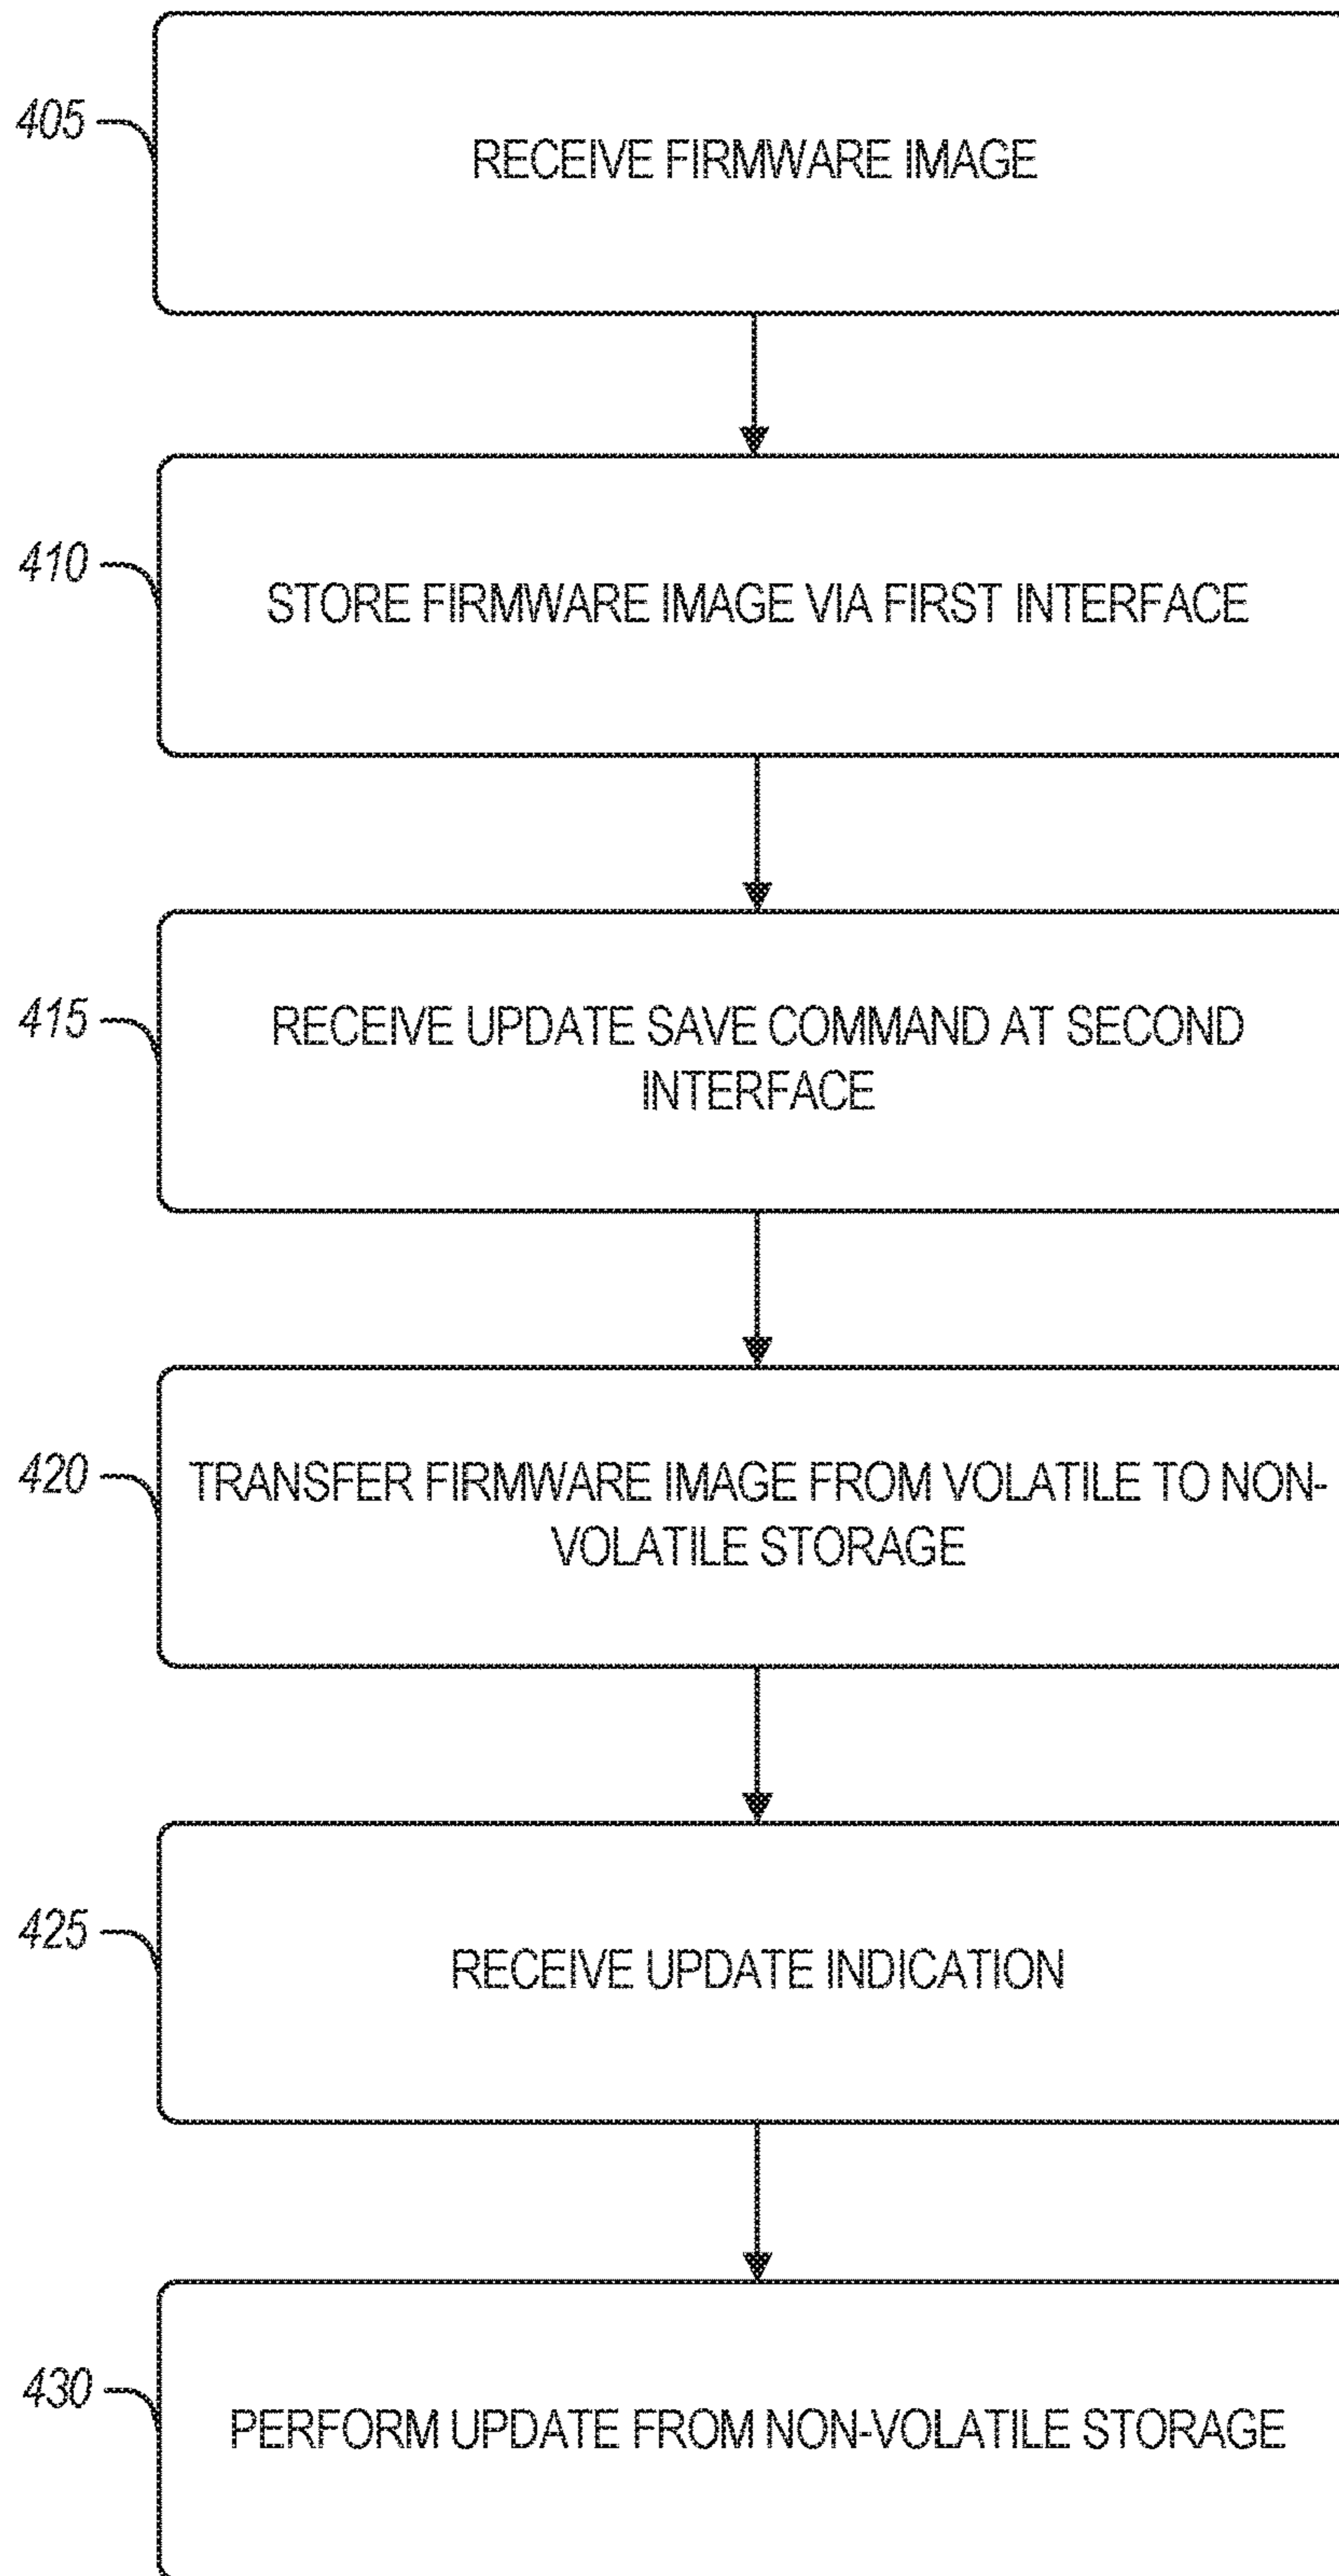 405
RECEIVE FIRMWARE IMAGE
410
STORE FIRMWARE IMAGE VIA FIRST INTERFACE
415
RECEIVE UPDATE SAVE COMMAND AT SECOND
INTERFACE
420
TRANSFER FIRMWARE IMAGE FROM VOLATILE TO NON-
VOLATILE STORAGE
425
RECEIVE UPDATE INDICATION
430
PERFORM UPDATE FROM NON-VOLATILE STORAGE